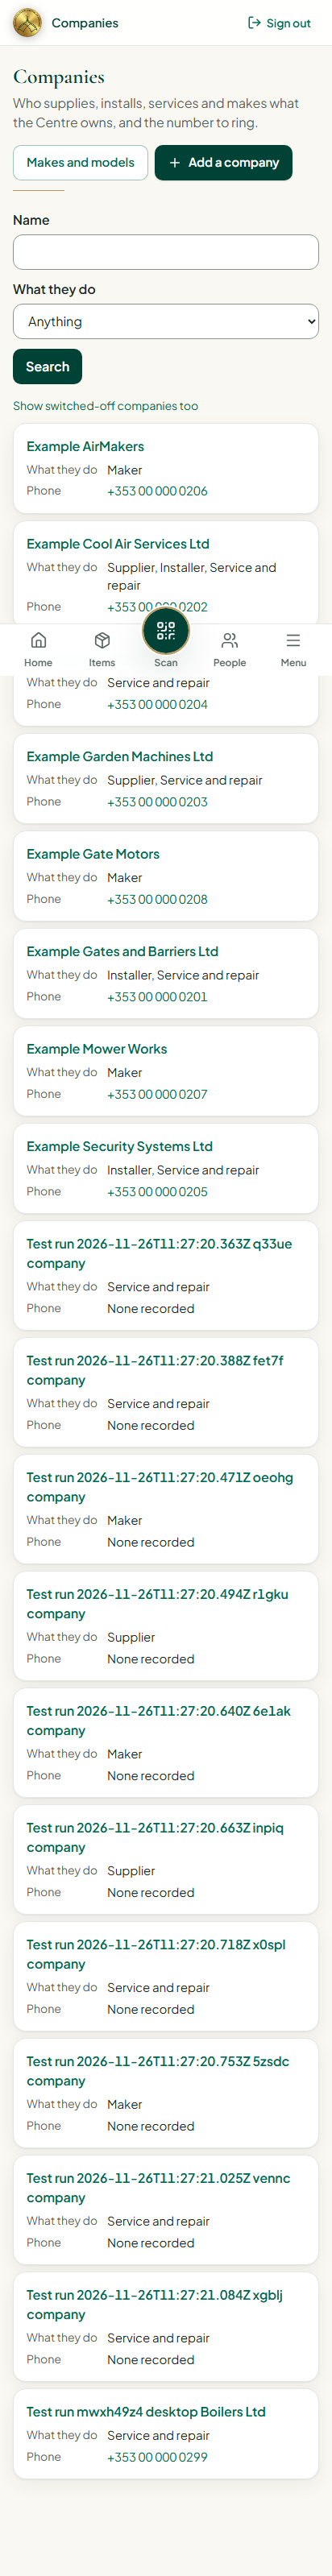 Companies
Sign out
Companies
Who supplies, installs, services and makes what
the Centre owns, and the number to ring.
Makes and models
Add a company
Name
What they do
Anything
Search
Show switched-off companies too
Example AirMakers
What they do Maker
Phone +353 00 000 0206
Example Cool Air Services Ltd
What they do Supplier, Installer, Service and
repair
Phone +353 00 000 0202
Home Items Scan People Menu
What they do Service and repair
Phone +353 00 000 0204
Example Garden Machines Ltd
What they do Supplier, Service and repair
Phone +353 00 000 0203
Example Gate Motors
What they do Maker
Phone +353 00 000 0208
Example Gates and Barriers Ltd
What they do Installer, Service and repair
Phone +353 00 000 0201
Example Mower Works
What they do Maker
Phone +353 00 000 0207
Example Security Systems Ltd
What they do Installer, Service and repair
Phone +353 00 000 0205
Test run 2026-11-26T11:27:20.363Z q33ue
company
What they do Service and repair
Phone None recorded
Test run 2026-11-26T11:27:20.388Z fet7f
company
What they do Service and repair
Phone None recorded
Test run 2026-11-26T11:27:20.471Z oeohg
company
What they do Maker
Phone None recorded
Test run 2026-11-26T11:27:20.494Z r1gku
company
What they do Supplier
Phone None recorded
Test run 2026-11-26T11:27:20.640Z 6e1ak
company
What they do Maker
Phone None recorded
Test run 2026-11-26T11:27:20.663Z inpiq
company
What they do Supplier
Phone None recorded
Test run 2026-11-26T11:27:20.718Z x0spl
company
What they do Service and repair
Phone None recorded
Test run 2026-11-26T11:27:20.753Z 5zsdc
company
What they do Maker
Phone None recorded
Test run 2026-11-26T11:27:21.025Z vennc
company
What they do Service and repair
Phone None recorded
Test run 2026-11-26T11:27:21.084Z xgblj
company
What they do Service and repair
Phone None recorded
Test run mwxh49z4 desktop Boilers Ltd
What they do Service and repair
Phone +353 00 000 0299